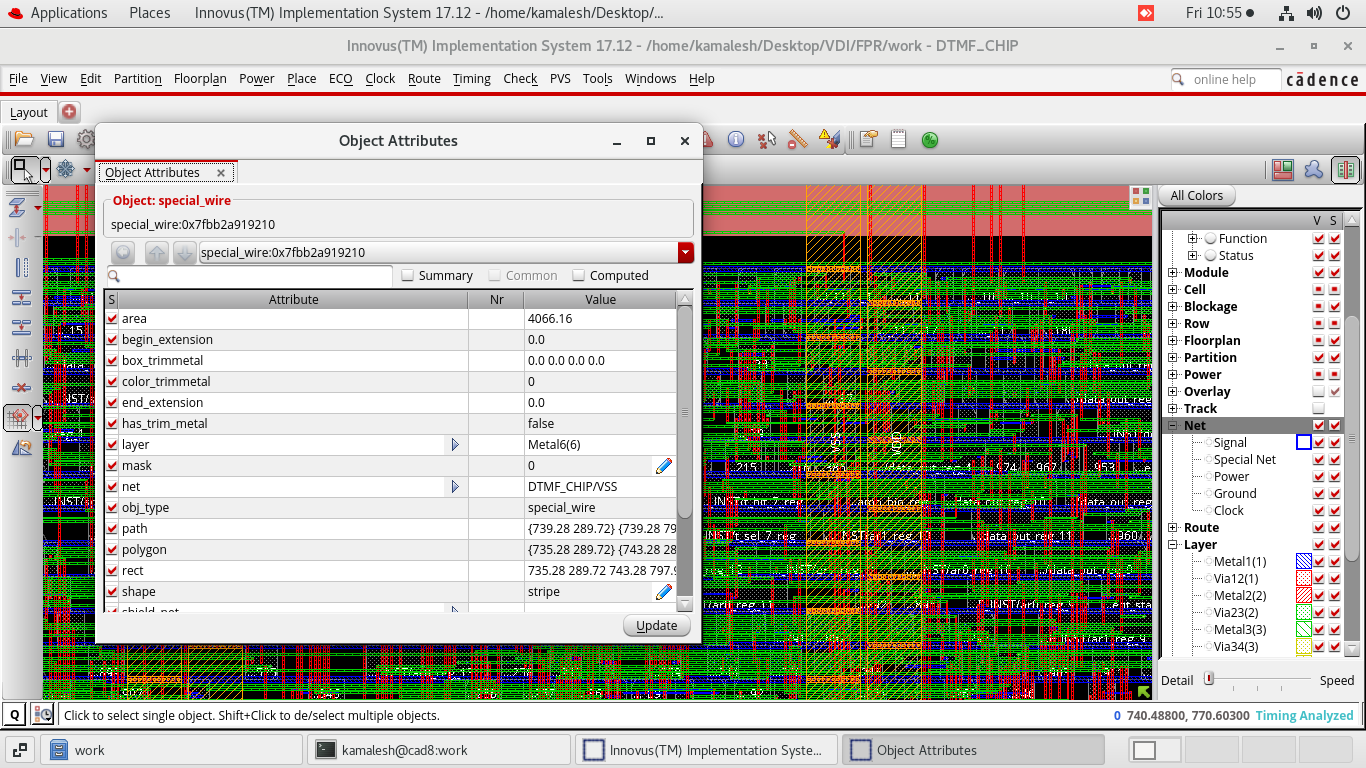 Applications Places Innovus(TM) Implementation System 17.12 - /home/kamalesh/Desktop/... Fri 10:55
Innovus(TM) Implementation System 17.12 - /home/kamalesh/Desktop/VDI/FPR/work - DTMF_CHIP
File View Edit Partition Floorplan Power Place ECO Clock Route Timing Check PVS Tools Windows Help online help cādence
Layout
Object Attributes
Object Attributes
Object: special_wire
special_wire:0x7fbb2a919210
special_wire:0x7fbb2a919210
Summary Common Computed
S Attribute Nr Value
area 4066.16
begin_extension 0.0
box_trimmetal 0.0 0.0 0.0 0.0
color_trimmetal 0
end_extension 0.0
has_trim_metal false
layer Metal6(6)
mask 0
net DTMF_CHIP/VSS
obj_type special_wire
path {739.28 289.72} {739.28 79
polygon {735.28 289.72} {743.28 28
rect 735.28 289.72 743.28 797.9
shape stripe
shield_net
Update
VSS
VDD
All Colors
V S
Function
Status
Module
Cell
Blockage
Row
Floorplan
Partition
Power
Overlay
Track
Net
Signal
Special Net
Power
Ground
Clock
Route
Layer
Metal1(1)
Via12(1)
Metal2(2)
Via23(2)
Metal3(3)
Via34(3)
Detail Speed
Q Click to select single object. Shift+Click to de/select multiple objects. 0 740.48800, 770.60300 Timing Analyzed
work kamalesh@cad8:work Innovus(TM) Implementation Syste... Object Attributes